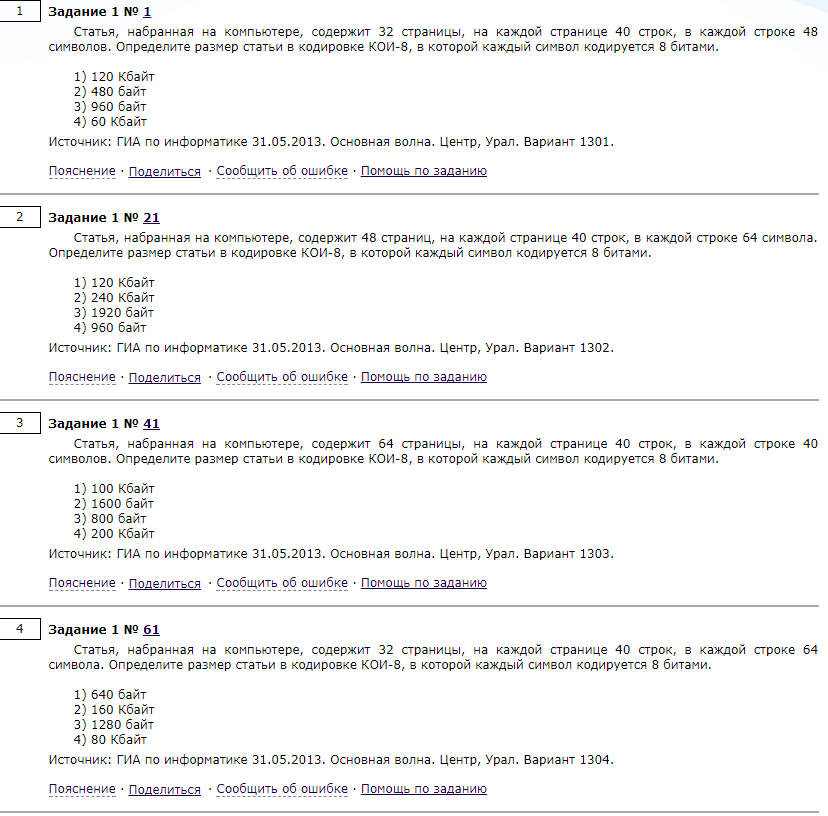 1
Задание 1 № 1
Статья, набранная на компьютере, содержит 32 страницы, на каждой странице 40 строк, в каждой строке 48
символов. Определите размер статьи в кодировке КОИ-8, в которой каждый символ кодируется 8 битами.
1) 120 Кбайт
2) 480 байт
3) 960 байт
4) 60 Кбайт
Источник: ГИА по информатике 31.05.2013. Основная волна. Центр, Урал. Вариант 1301.
Пояснение · Поделиться · Сообщить об ошибке · Помощь по заданию
2
Задание 1 № 21
Статья, набранная на компьютере, содержит 48 страниц, на каждой странице 40 строк, в каждой строке 64 символа.
Определите размер статьи в кодировке КОИ-8, в которой каждый символ кодируется 8 битами.
1) 120 Кбайт
2) 240 Кбайт
3) 1920 байт
4) 960 байт
Источник: ГИА по информатике 31.05.2013. Основная волна. Центр, Урал. Вариант 1302.
Пояснение · Поделиться · Сообщить об ошибке · Помощь по заданию
3
Задание 1 № 41
Статья, набранная на компьютере, содержит 64 страницы, на каждой странице 40 строк, в каждой строке 40
символов. Определите размер статьи в кодировке КОИ-8, в которой каждый символ кодируется 8 битами.
1) 100 Кбайт
2) 1600 байт
3) 800 байт
4) 200 Кбайт
Источник: ГИА по информатике 31.05.2013. Основная волна. Центр, Урал. Вариант 1303.
Пояснение · Поделиться · Сообщить об ошибке · Помощь по заданию
4
Задание 1 № 61
Статья, набранная на компьютере, содержит 32 страницы, на каждой странице 40 строк, в каждой строке 64
символа. Определите размер статьи в кодировке КОИ-8, в которой каждый символ кодируется 8 битами.
1) 640 байт
2) 160 Кбайт
3) 1280 байт
4) 80 Кбайт
Источник: ГИА по информатике 31.05.2013. Основная волна. Центр, Урал. Вариант 1304.
Пояснение · Поделиться · Сообщить об ошибке · Помощь по заданию